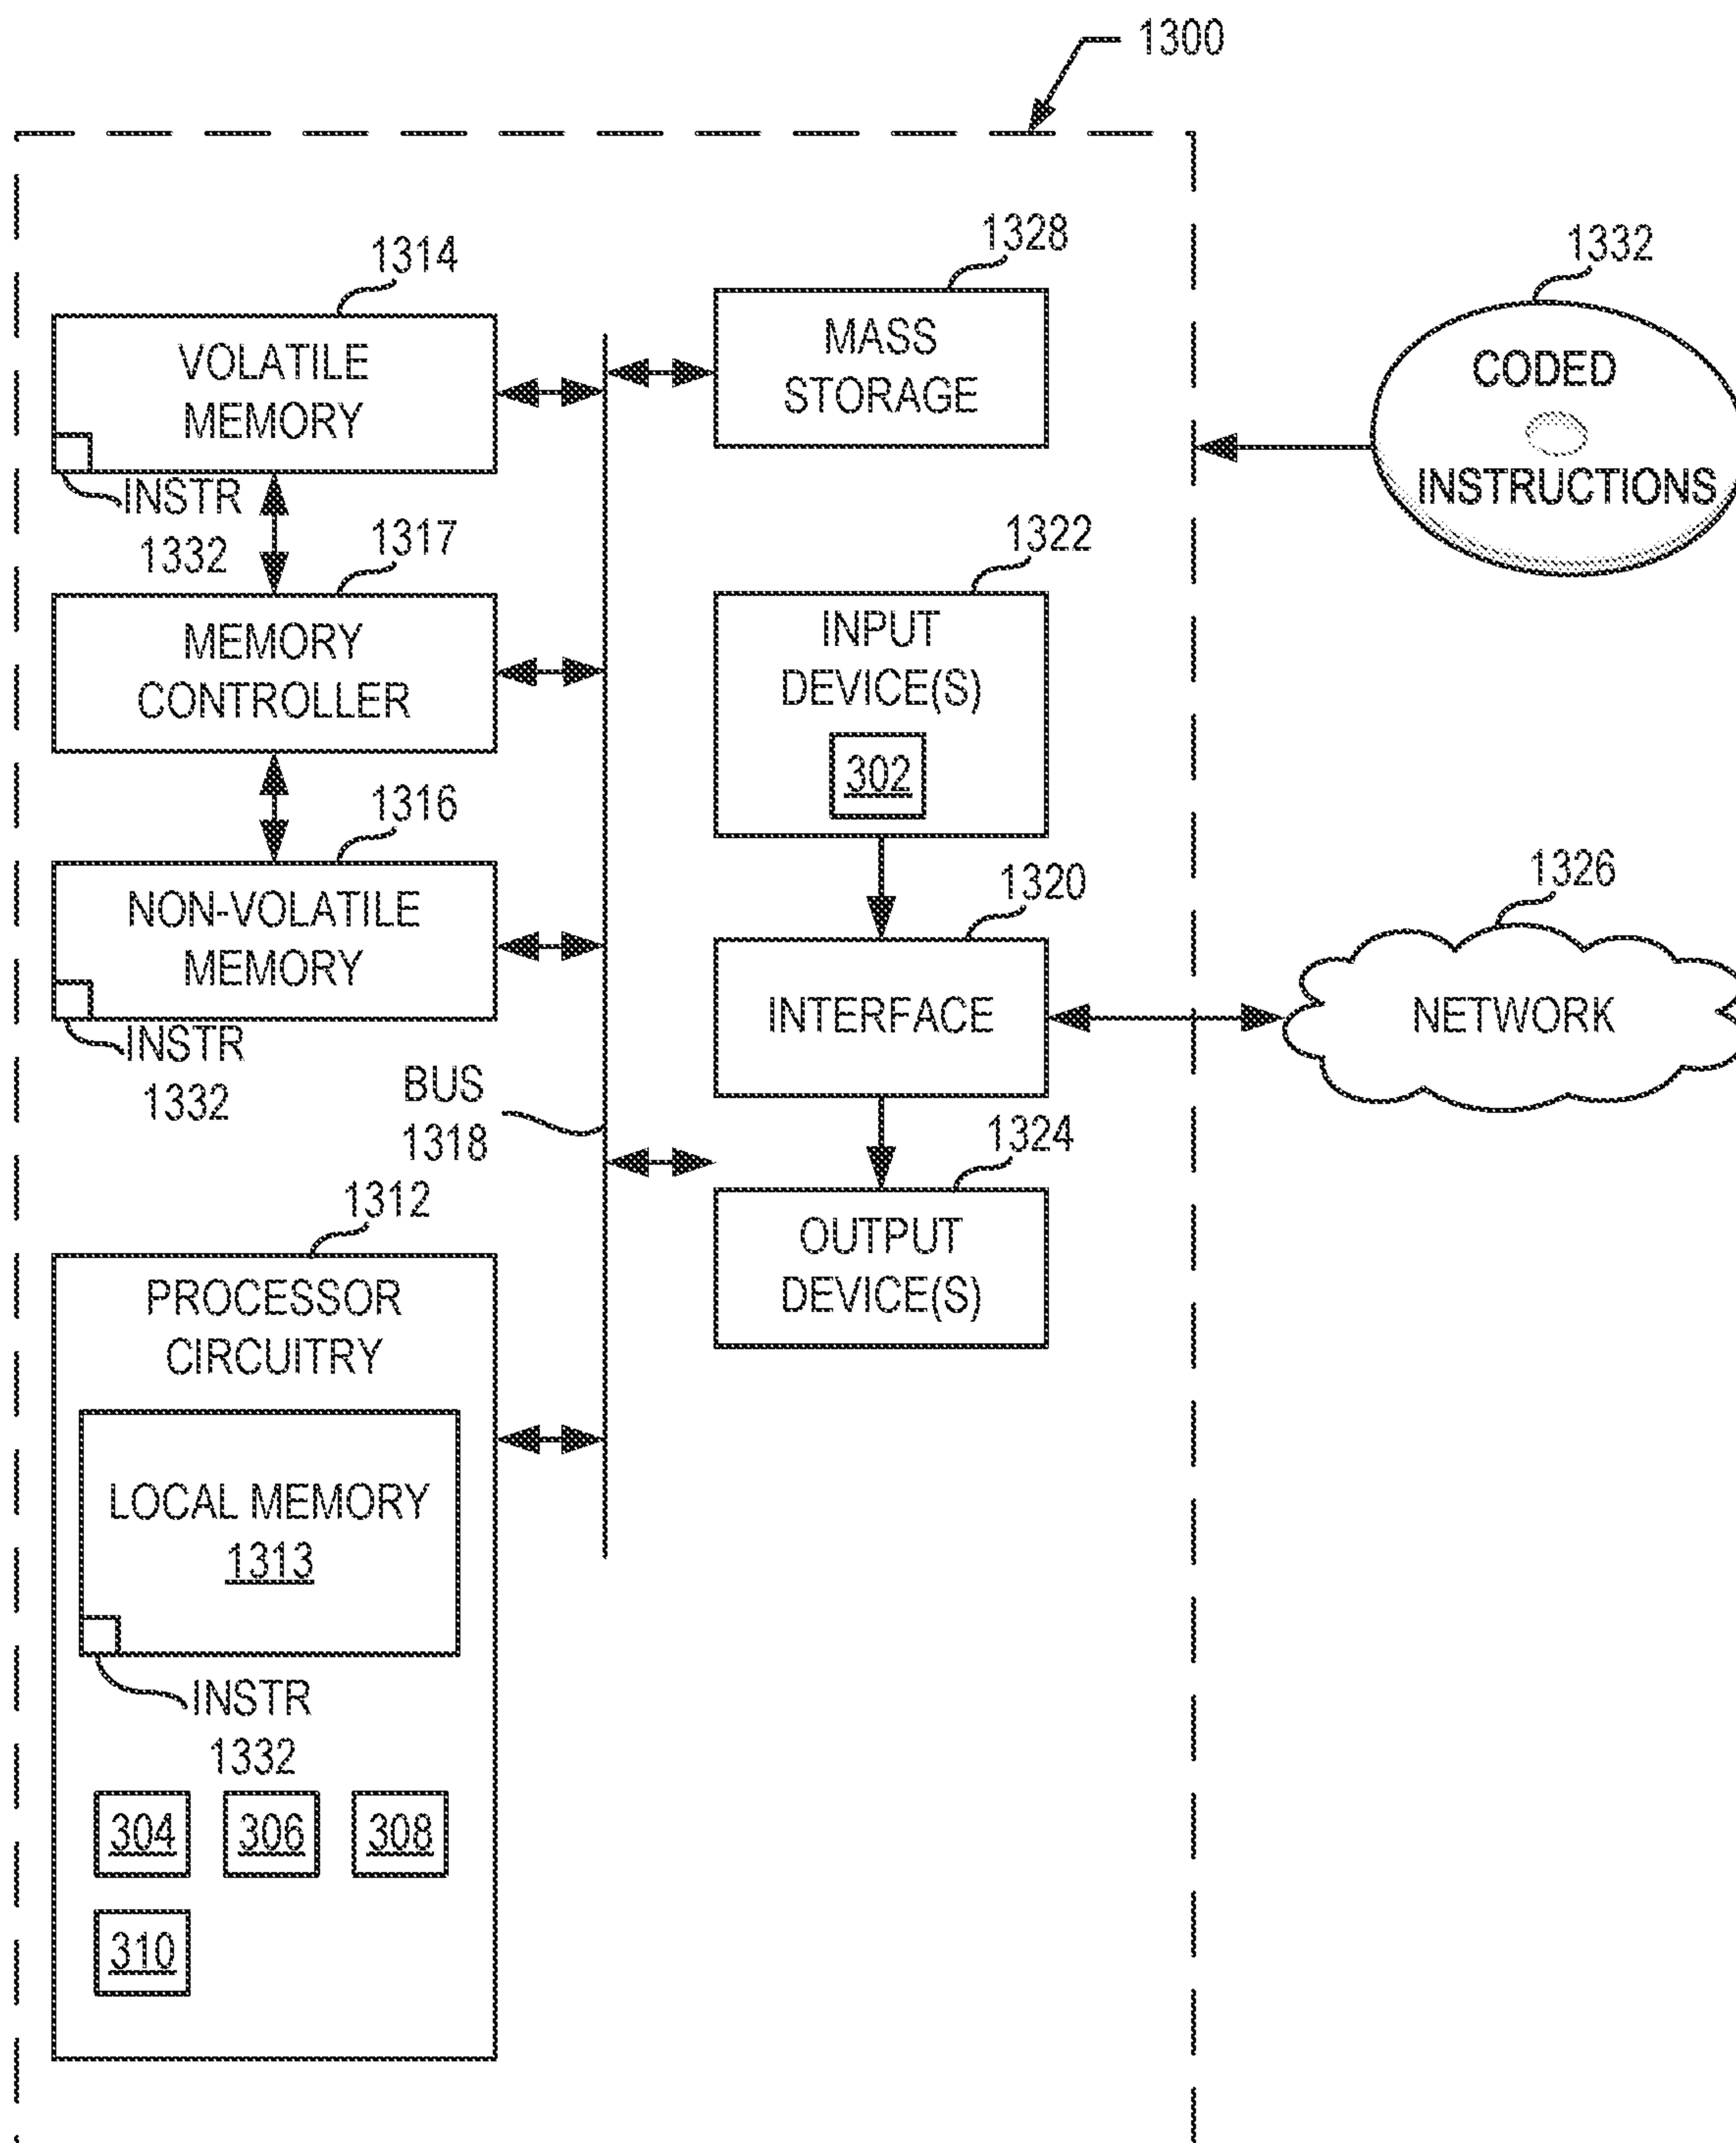 1300
1314
VOLATILE
MEMORY
INSTR
1332
1317
MEMORY
CONTROLLER
1316
NON-VOLATILE
MEMORY
INSTR
1332
BUS
1318
1312
PROCESSOR
CIRCUITRY
LOCAL MEMORY
1313
INSTR
1332
304
306
308
310
1328
MASS
STORAGE
1322
INPUT
DEVICE(S)
302
1320
INTERFACE
1324
OUTPUT
DEVICE(S)
1332
CODED
INSTRUCTIONS
1326
NETWORK